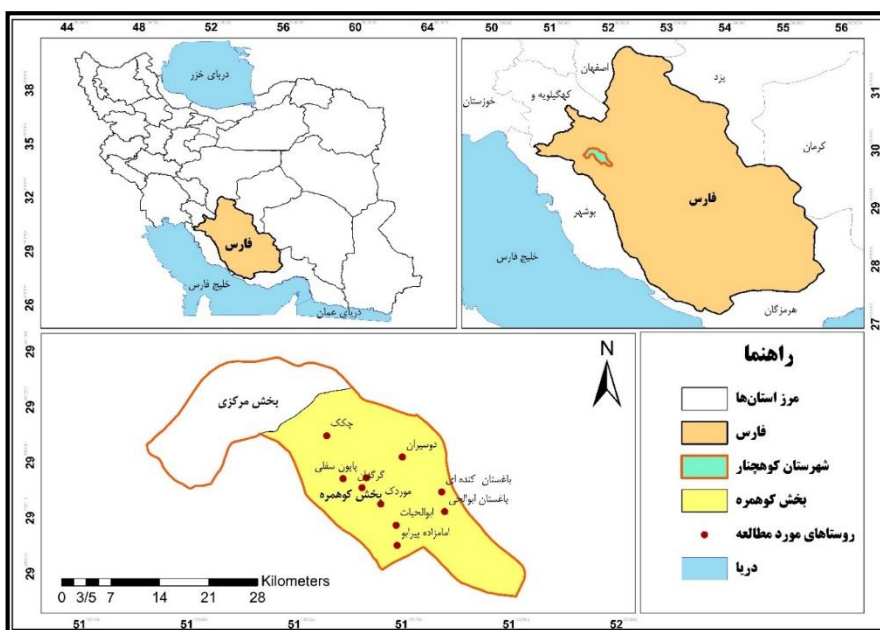 44 48 52 56 60 64
38
35
32
29
26
دریای خزر
فارس
خلیج فارس
دریای عمان
50 51 52 53 54 55 56
31
30
29
28
27
اصفهان
یزد
کهگیلویه و
خوزستان
کرمان
فارس
بوشهر
خلیج فارس
هرمزگان
29
29
29
29
29
بخش مرکزی
چکک
دوسیران
پاپون سفلی
گرگدان
باغستان کنده ای
بخش کوهمره
موردک
باغستان ابوالحی
ابوالحیات
امامزاده پیرابو
N
Kilometers
0 3/5 7 14 21 28
51 51 51 51 51 52
راهنما
مرز استان‌ها
فارس
شهرستان کوهچنار
بخش کوهمره
روستاهای مورد مطالعه
دریا